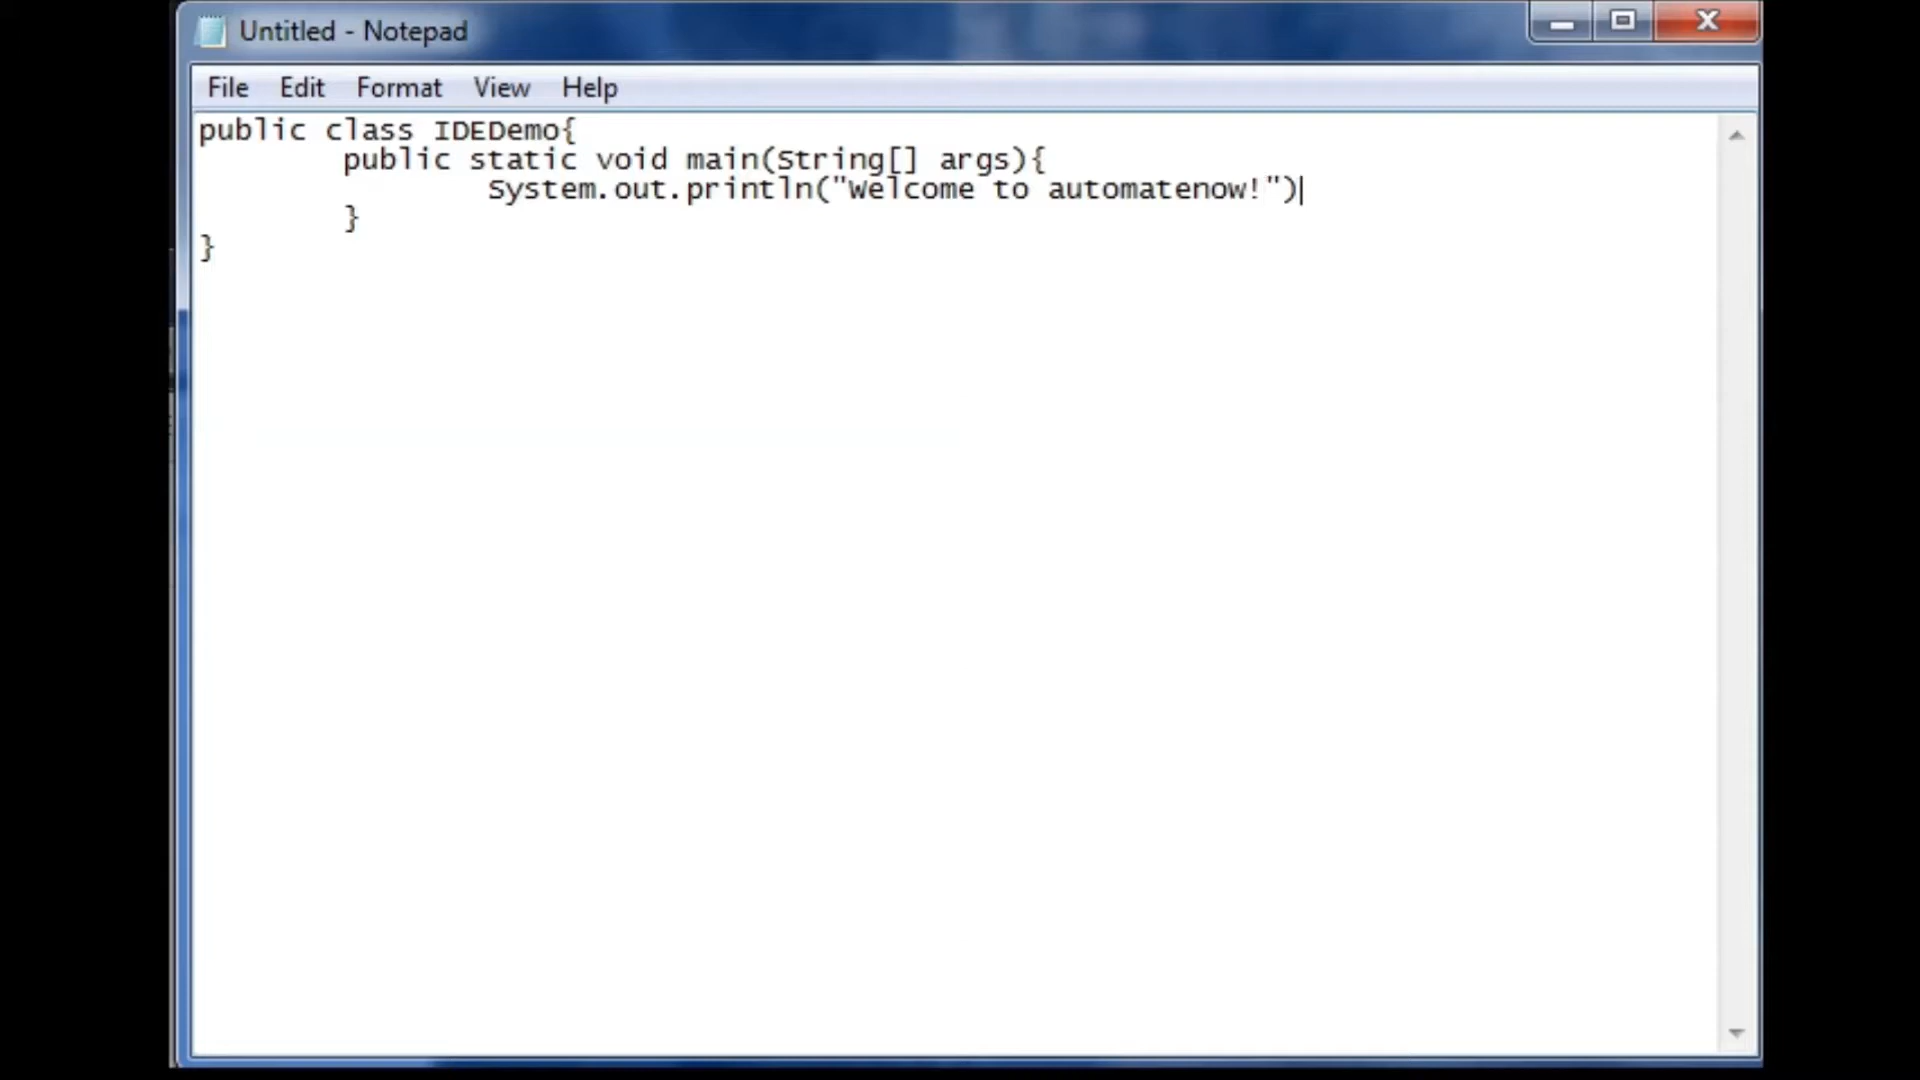 Untitled - Notepad
File Edit Format View Help
public class IDEDemo{
        public static void main(String[] args){
                System.out.println("Welcome to automatenow!")
        }
}